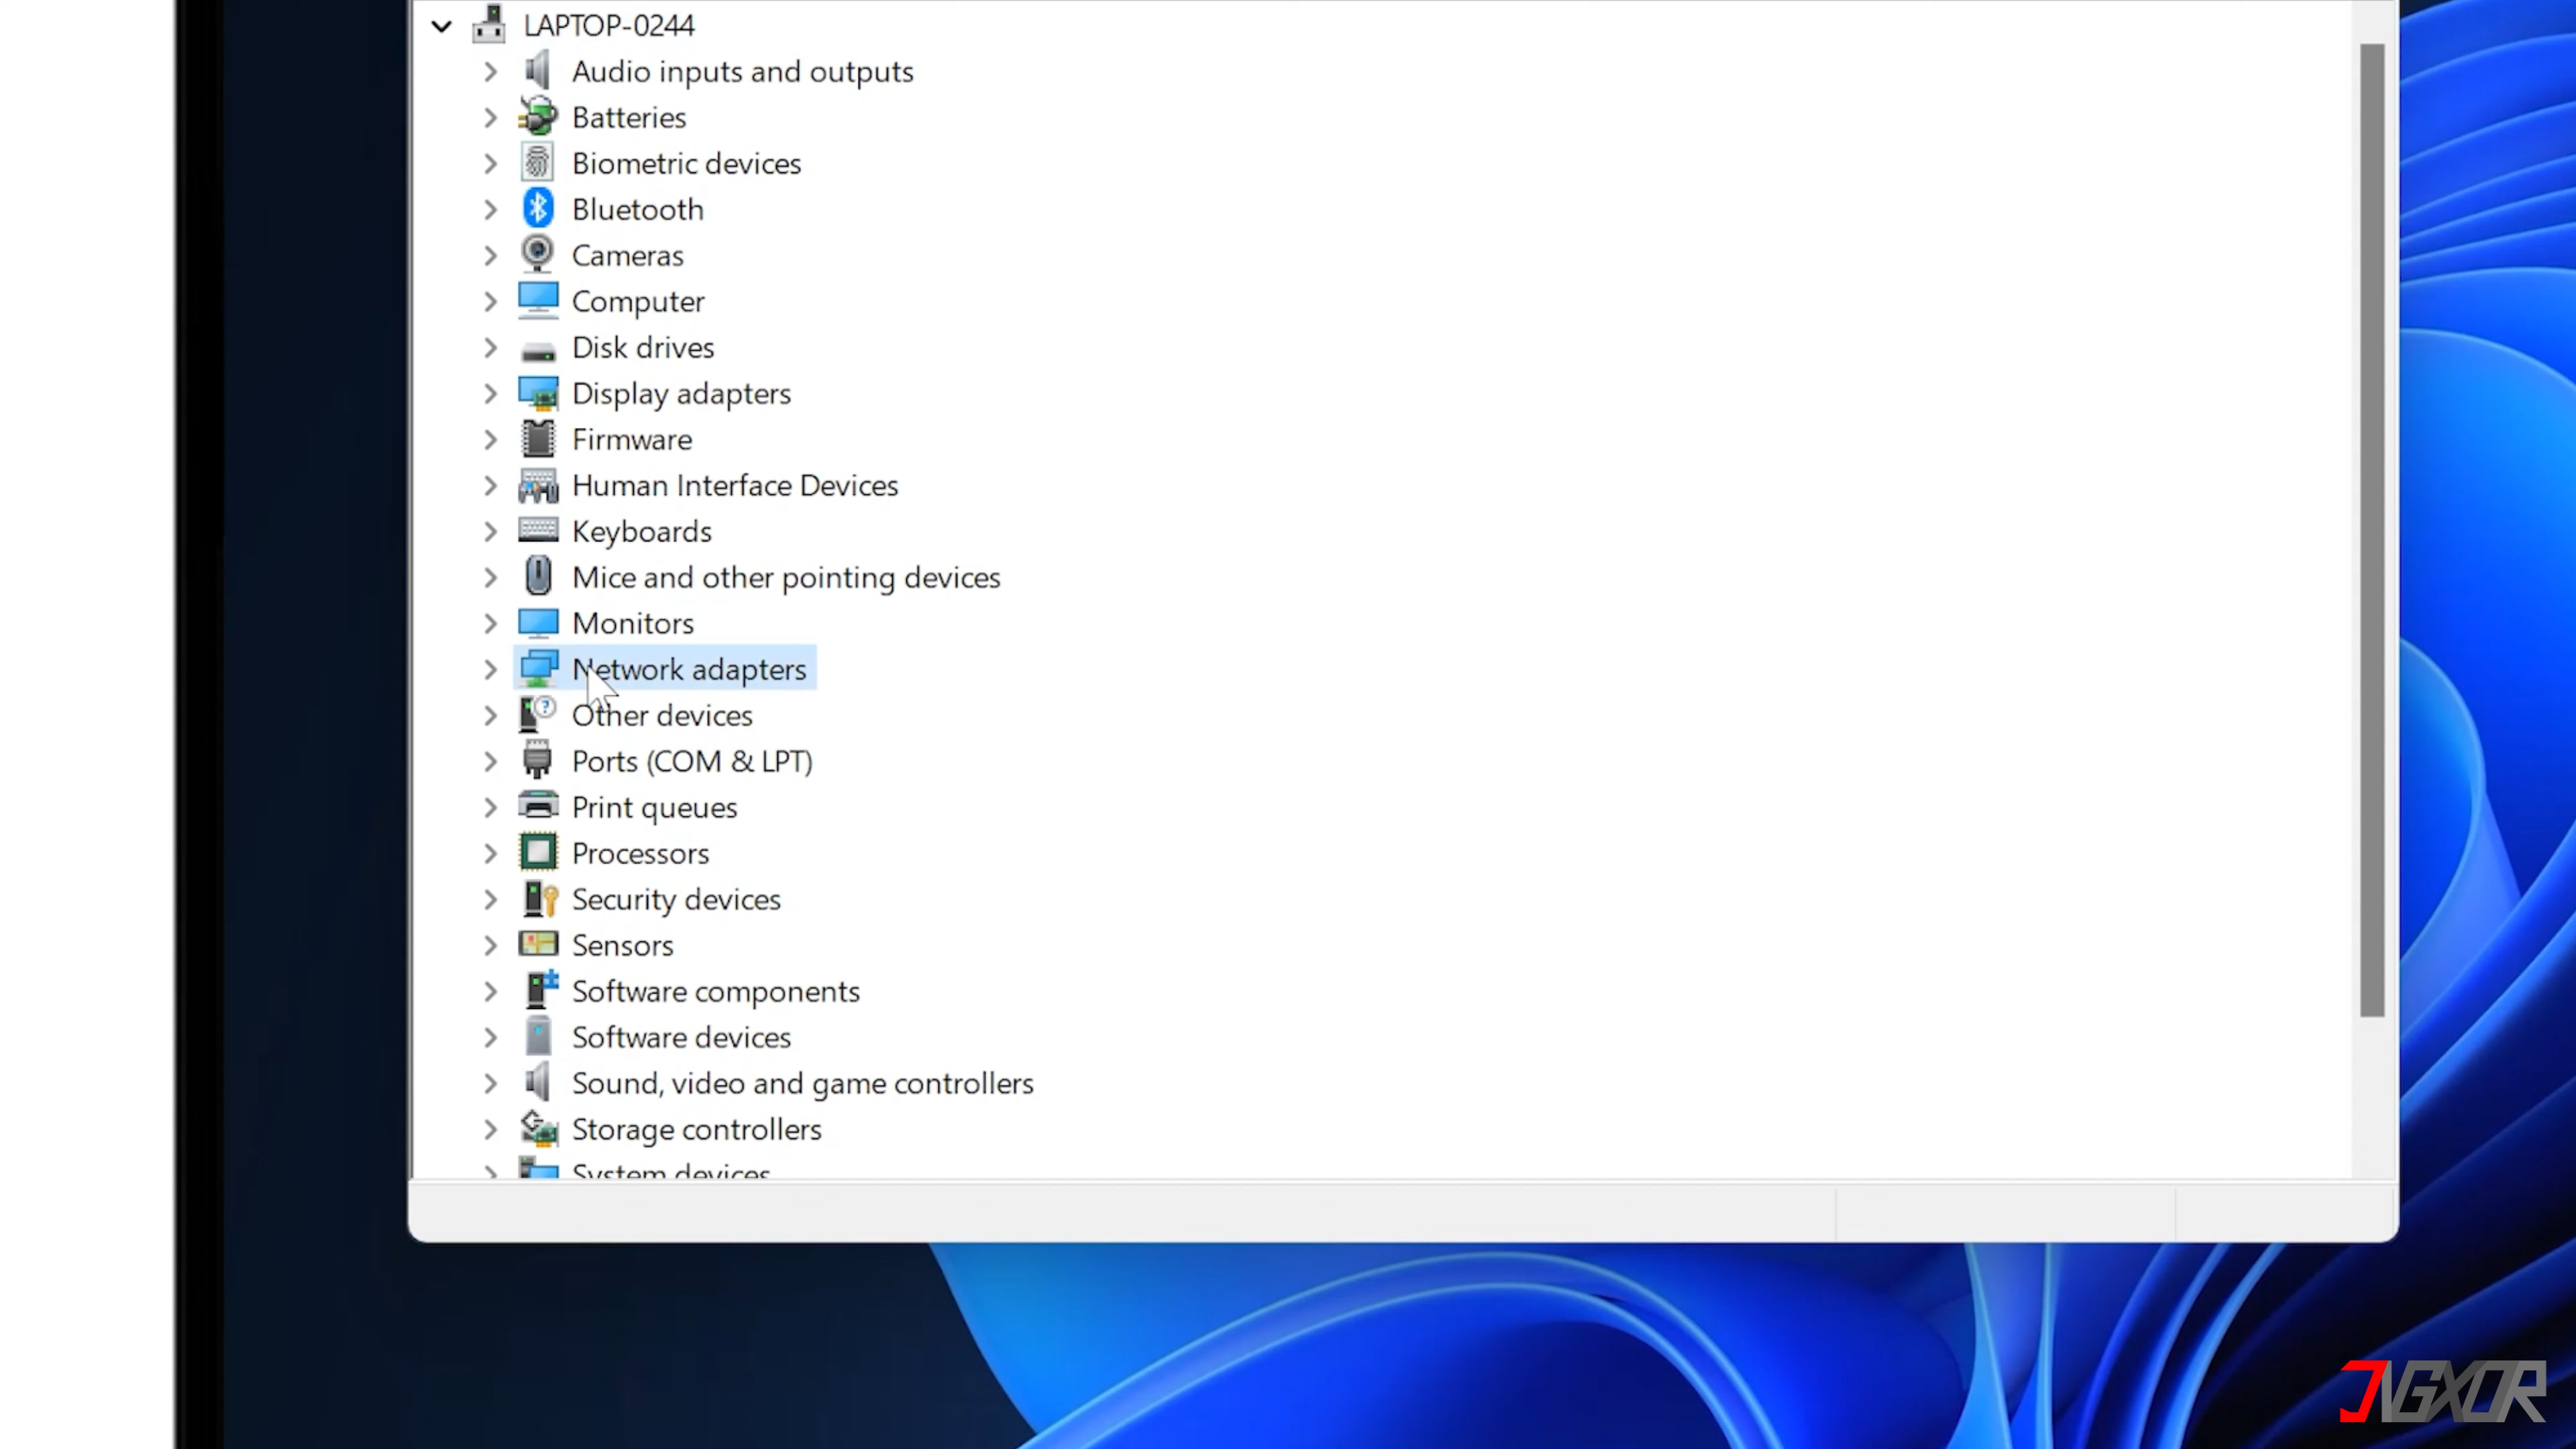 LAPTOP-0244
Audio inputs and outputs
Batteries
Biometric devices
Bluetooth
Cameras
Computer
Disk drives
Display adapters
Firmware
Human Interface Devices
Keyboards
Mice and other pointing devices
Monitors
Network adapters
Other devices
Ports (COM & LPT)
Print queues
Processors
Security devices
Sensors
Software components
Software devices
Sound, video and game controllers
Storage controllers
System devices
JIGXOR